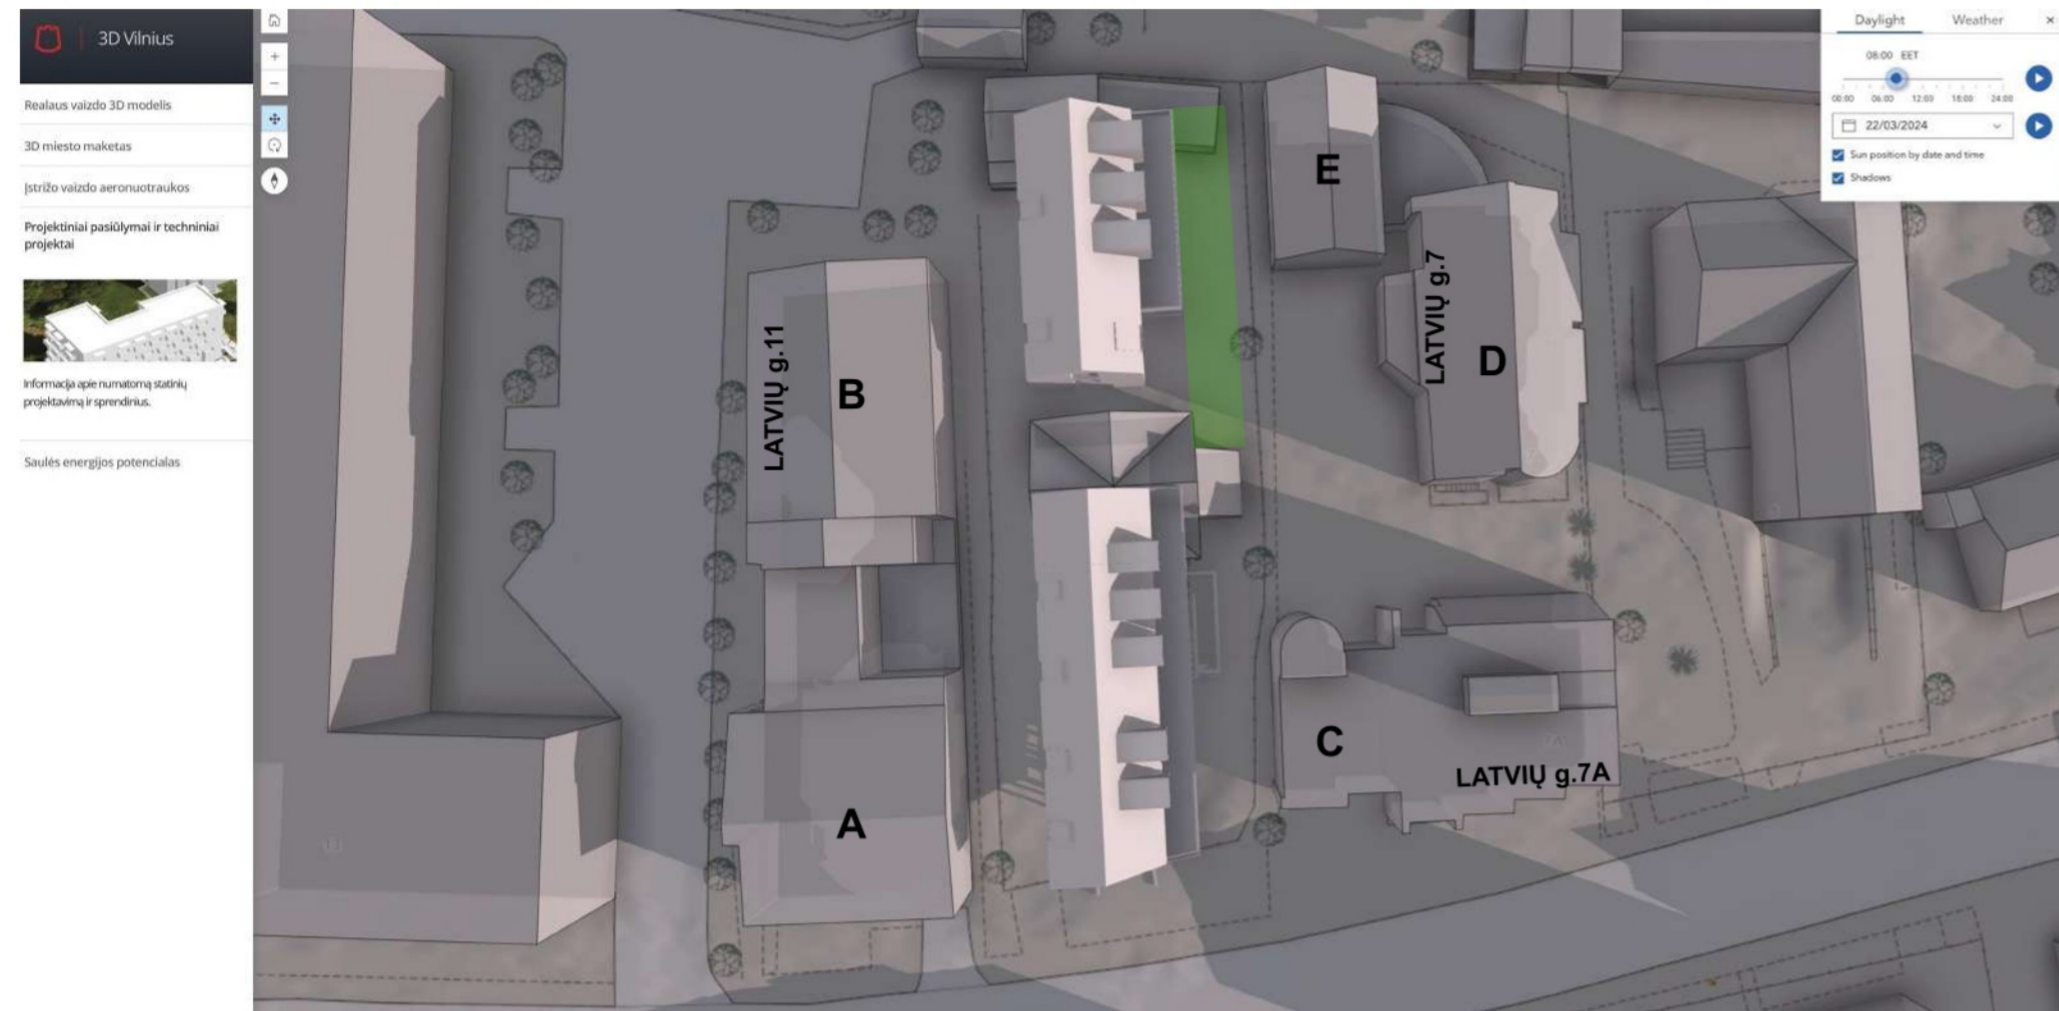 3D Vilnius
Realaus vaizdo 3D modelis
3D miesto maketas
Įstrižo vaizdo aeronuotraukos
Projektiniai pasiūlymai ir techniniai
projektai
Informacija apie numatomą statinių
projektavimą ir sprendinius.
Saulės energijos potencialas
+
−
Daylight Weather ×
08:00 EET
00:00 06:00 12:00 18:00 24:00
22/03/2024
Sun position by date and time
Shadows
E
LATVIŲ g.7
D
LATVIŲ g.11
B
C
LATVIŲ g.7A
A